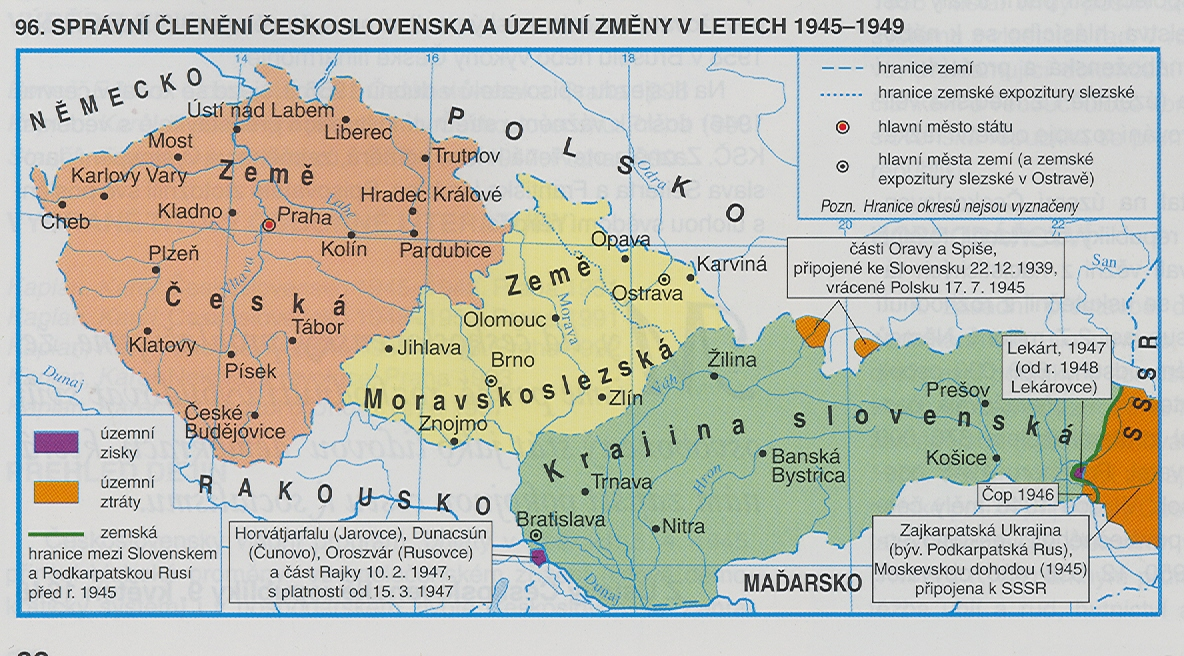 96. SPRÁVNÍ ČLENĚNÍ ČESKOSLOVENSKA A ÚZEMNÍ ZMĚNY V LETECH 1945–1949
14
16
18
20
22
NĚMECKO
POLSKO
RAKOUSKO
MAĎARSKO
SSSR
hranice zemí
hranice zemské expozitury slezské
hlavní město státu
hlavní města zemí (a zemské
expozitury slezské v Ostravě)
Pozn. Hranice okresů nejsou vyznačeny
Země
Česká
Ústí nad Labem
Liberec
Most
Trutnov
Karlovy Vary
Hradec Králové
Cheb
Kladno
Praha
Labe
Kolín
Pardubice
Plzeň
Vltava
Tábor
Klatovy
Písek
České
Budějovice
Dunaj
Země
Moravskoslezská
Odra
Opava
Karviná
Ostrava
Olomouc
Morava
Jihlava
Brno
Zlín
Znojmo
Krajina slovenská
Žilina
Váh
Prešov
Košice
Banská
Bystrica
Hron
Trnava
Nitra
Bratislava
Dunaj
San
části Oravy a Spiše,
připojené ke Slovensku 22.12.1939,
vrácené Polsku 17. 7. 1945
Lekárt, 1947
(od r. 1948
Lekárovce)
Čop 1946
Zajkarpatská Ukrajina
(býv. Podkarpatská Rus),
Moskevskou dohodou (1945)
připojena k SSSR
Horvátjarfalu (Jarovce), Dunacsún
(Čunovo), Oroszvár (Rusovce)
a část Rajky 10. 2. 1947,
s platností od 15. 3. 1947
územní
zisky
územní
ztráty
zemská
hranice mezi Slovenskem
a Podkarpatskou Rusí
před r. 1945